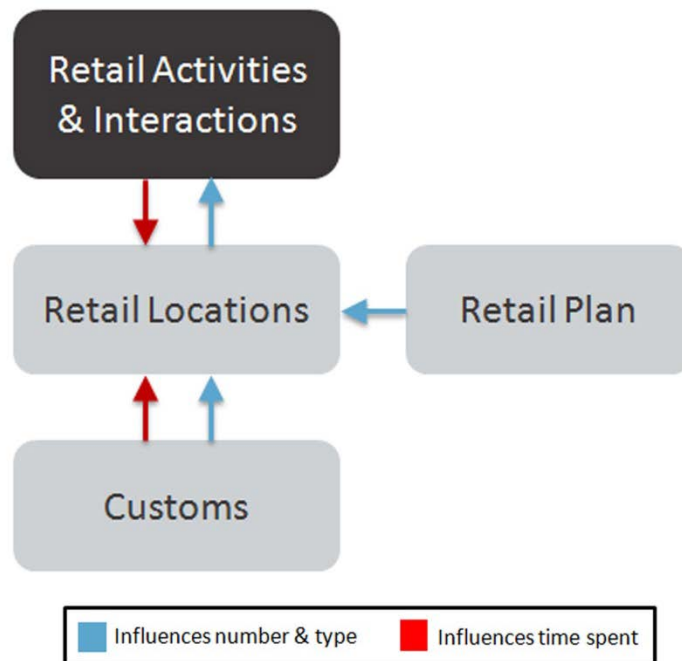 Retail Activities
& Interactions
Retail Locations
Retail Plan
Customs
Influences number & type
Influences time spent